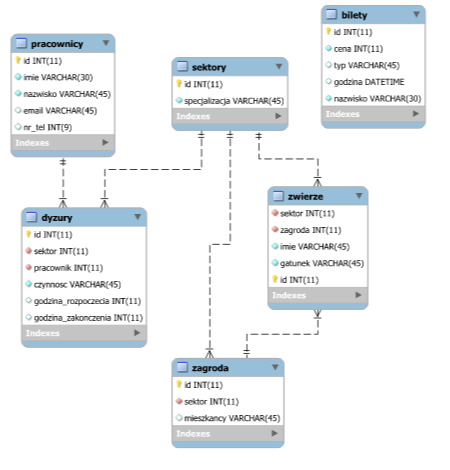 pracownicy
id INT(11)
imie VARCHAR(30)
nazwisko VARCHAR(45)
email VARCHAR(45)
nr_tel INT(9)
Indexes
sektory
id INT(11)
specjalizacja VARCHAR(45)
Indexes
bilety
id INT(11)
cena INT(11)
typ VARCHAR(45)
godzina DATETIME
nazwisko VARCHAR(30)
Indexes
dyzury
id INT(11)
sektor INT(11)
pracownik INT(11)
czynnosc VARCHAR(45)
godzina_rozpoczecia INT(11)
godzina_zakonczenia INT(11)
Indexes
zwierze
sektor INT(11)
zagroda INT(11)
imie VARCHAR(45)
gatunek VARCHAR(45)
id INT(11)
Indexes
zagroda
id INT(11)
sektor INT(11)
mieszkancy VARCHAR(45)
Indexes